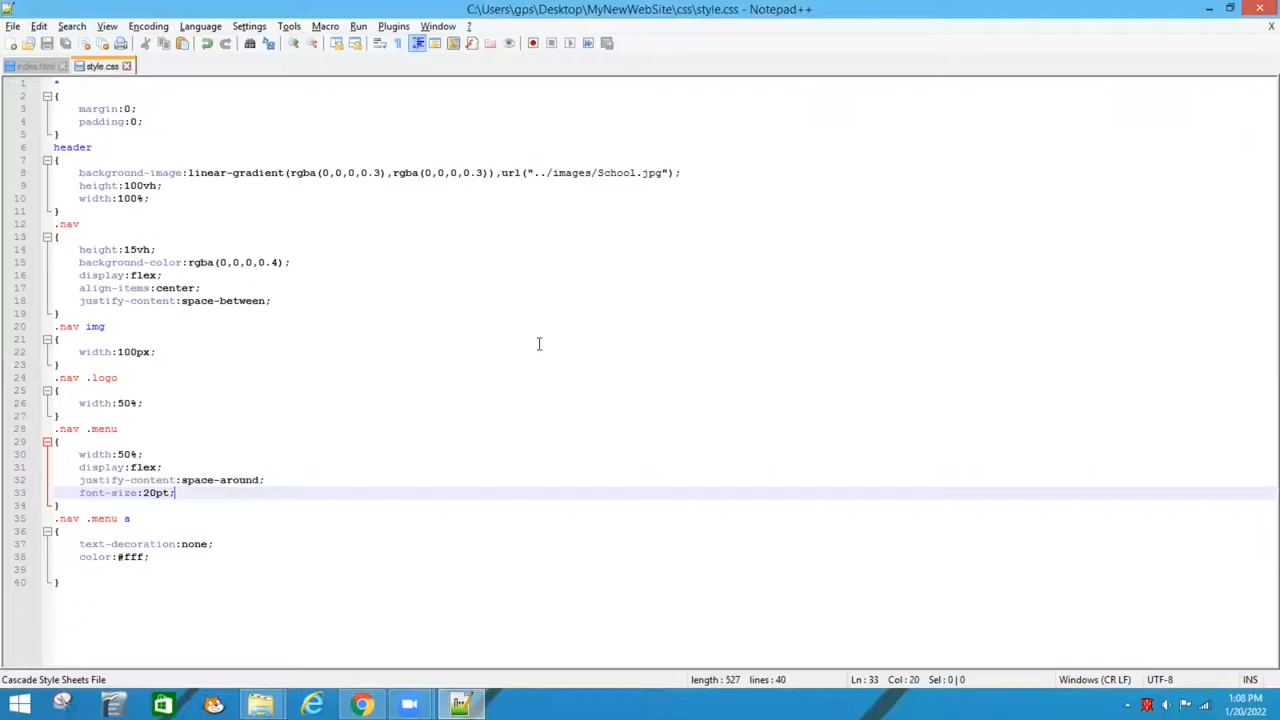 C:\Users\gps\Desktop\MyNewWebSite\css\style.css - Notepad++
File Edit Search View Encoding Language Settings Tools Macro Run Plugins Window ? X
index.html style.css
1 *
2 {
3 margin:0;
4 padding:0;
5 }
6 header
7 {
8 background-image:linear-gradient(rgba(0,0,0,0.3),rgba(0,0,0,0.3)),url("../images/School.jpg");
9 height:100vh;
10 width:100%;
11 }
12 .nav
13 {
14 height:15vh;
15 background-color:rgba(0,0,0,0.4);
16 display:flex;
17 align-items:center;
18 justify-content:space-between;
19 }
20 .nav img
21 {
22 width:100px;
23 }
24 .nav .logo
25 {
26 width:50%;
27 }
28 .nav .menu
29 {
30 width:50%;
31 display:flex;
32 justify-content:space-around;
33 font-size:20pt;
34 }
35 .nav .menu a
36 {
37 text-decoration:none;
38 color:#fff;
39
40 }
Cascade Style Sheets File length : 527 lines : 40 Ln : 33 Col : 20 Sel : 0 | 0 Windows (CR LF) UTF-8 INS
1:08 PM
1/20/2022